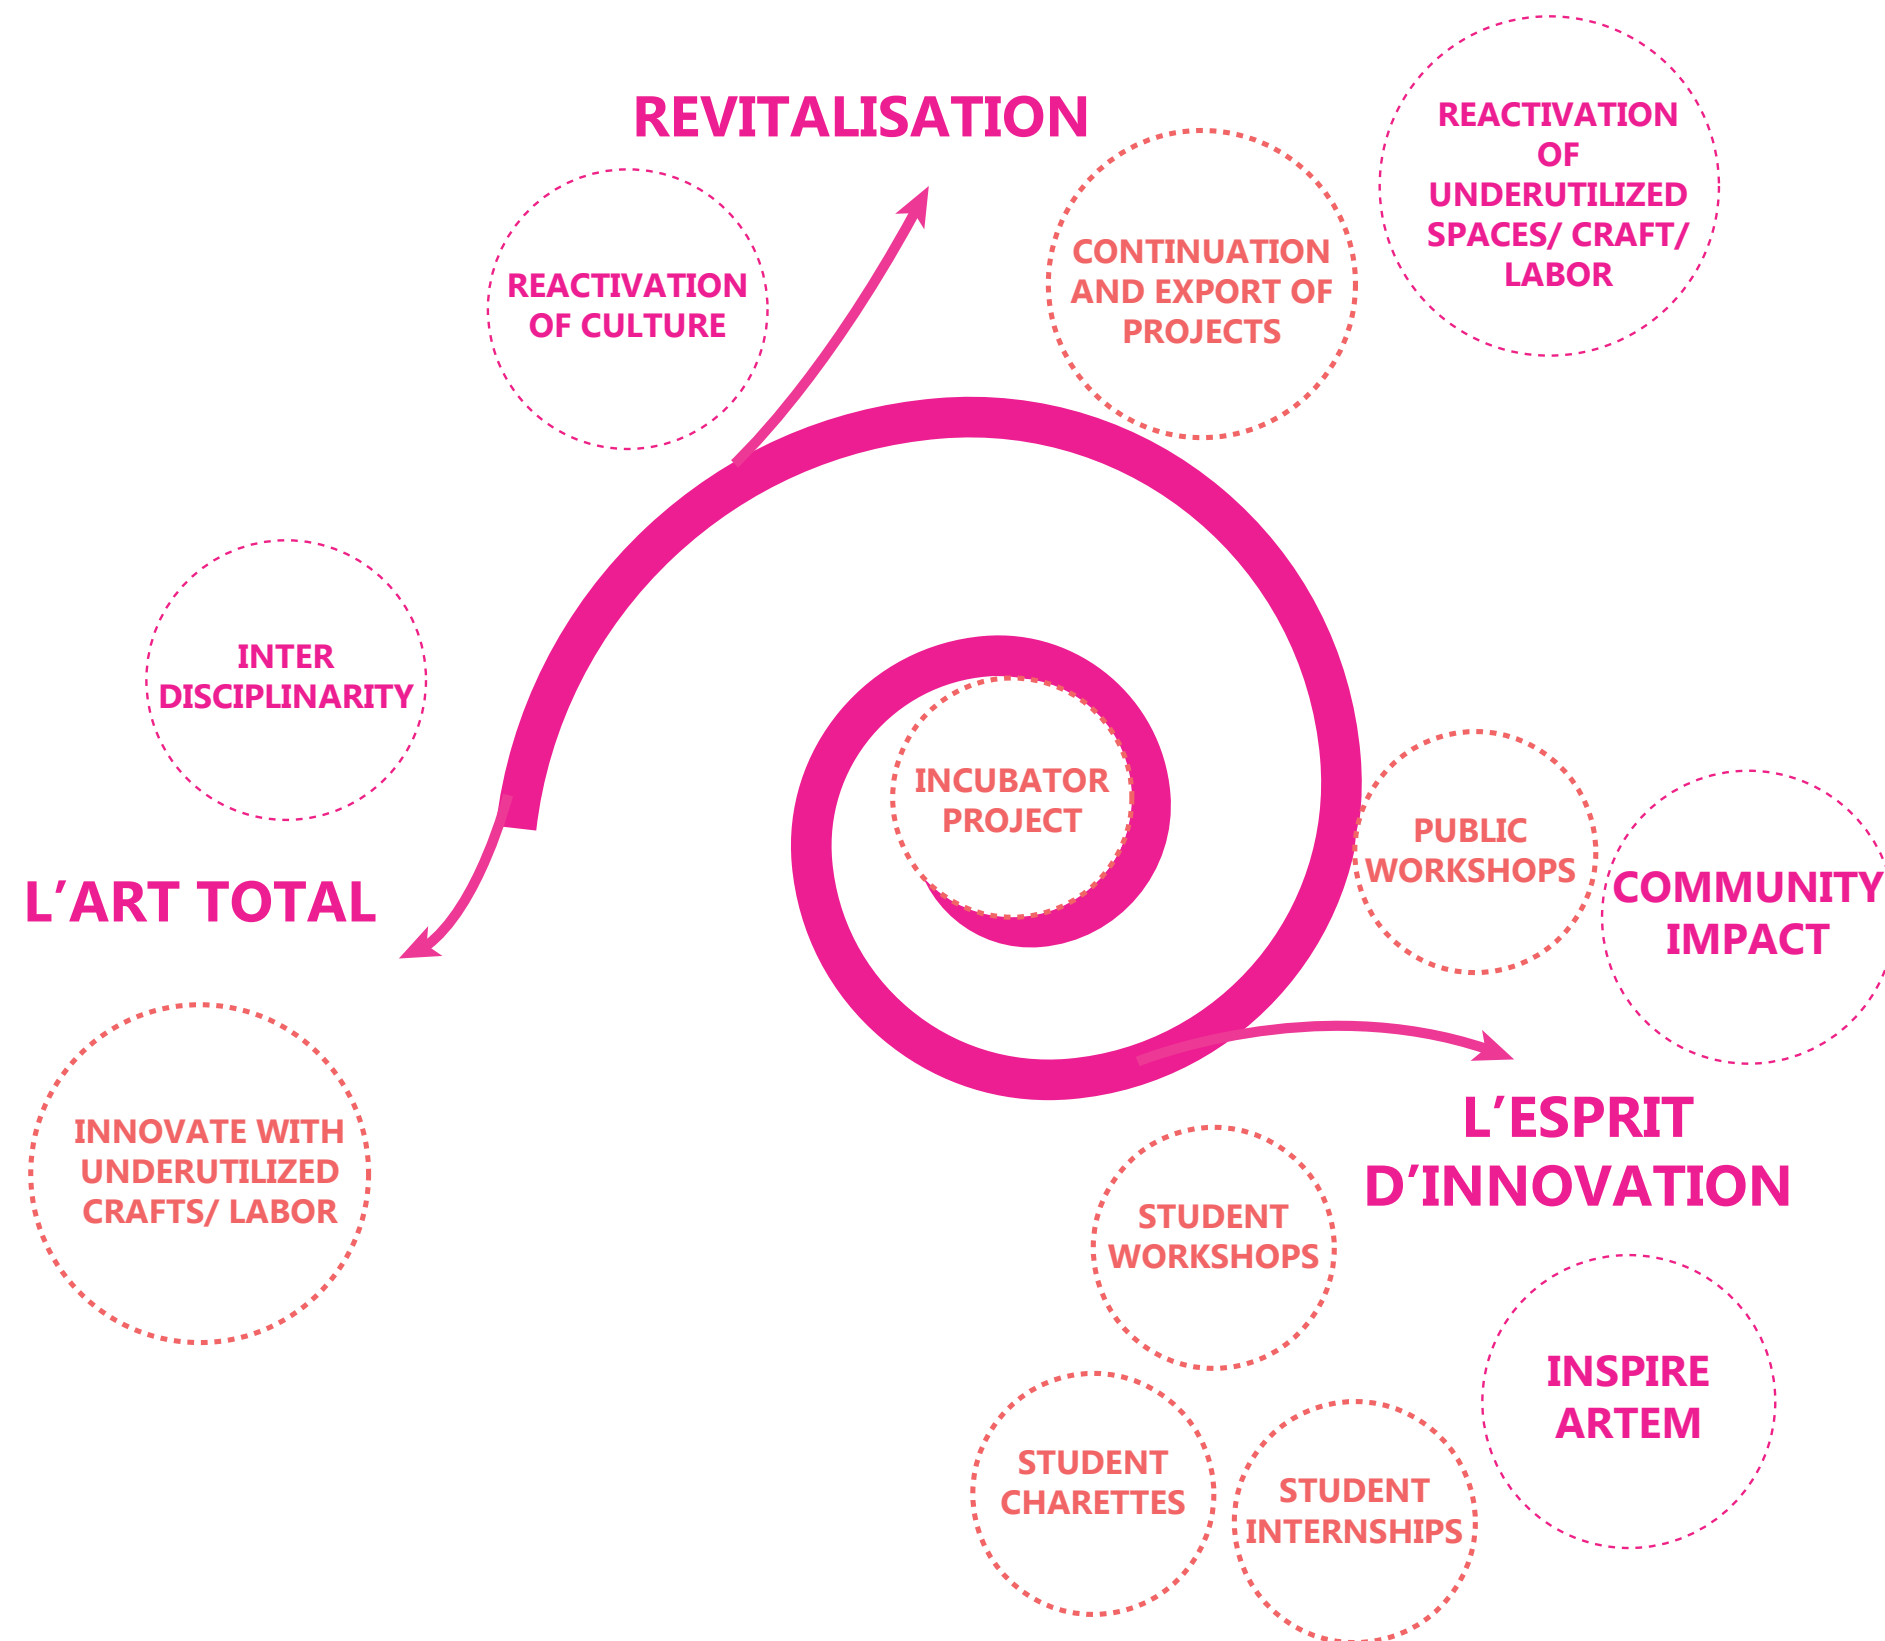 REVITALISATION
REACTIVATION
OF
UNDERUTILIZED
SPACES/ CRAFT/
LABOR
CONTINUATION
AND EXPORT OF
PROJECTS
REACTIVATION
OF CULTURE
INTER
DISCIPLINARITY
INCUBATOR
PROJECT
PUBLIC
WORKSHOPS
COMMUNITY
IMPACT
L’ART TOTAL
L’ESPRIT
D’INNOVATION
INNOVATE WITH
UNDERUTILIZED
CRAFTS/ LABOR
STUDENT
WORKSHOPS
INSPIRE
ARTEM
STUDENT
CHARETTES
STUDENT
INTERNSHIPS